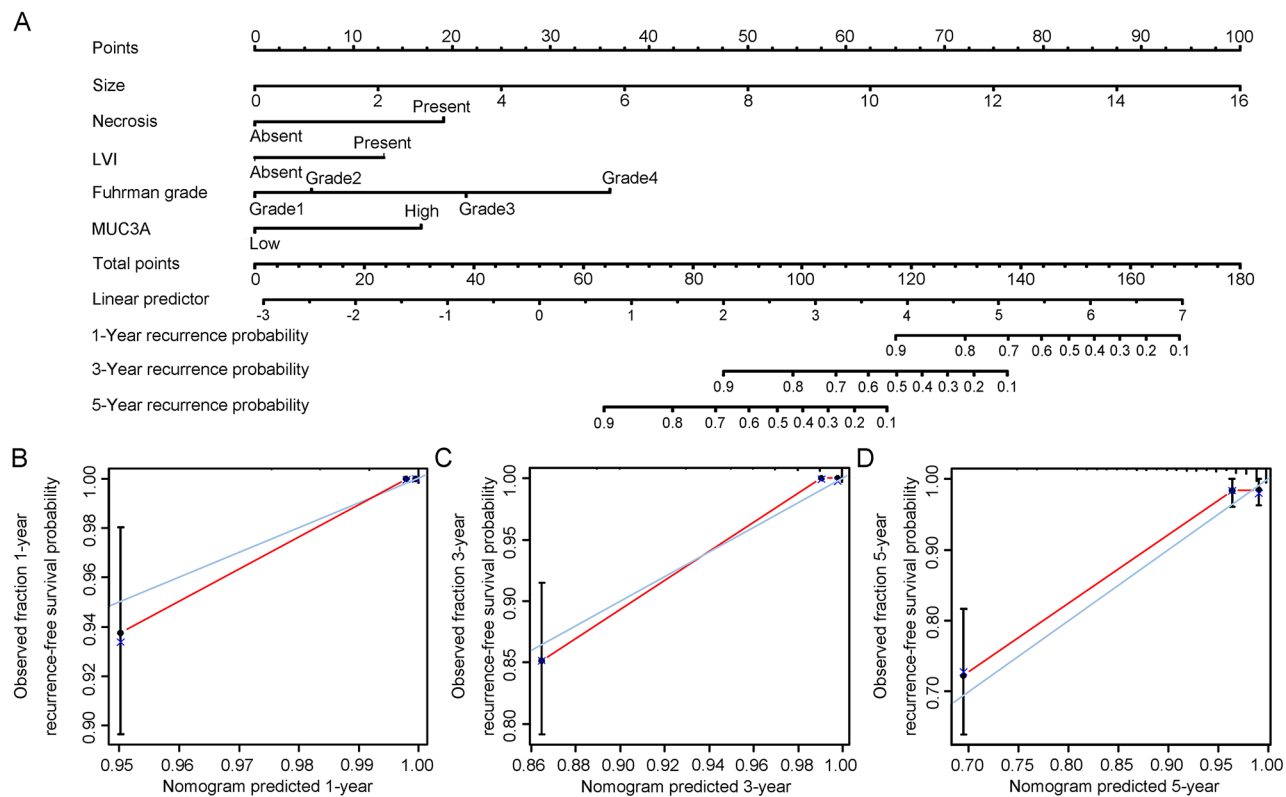 A
Points
0 10 20 30 40 50 60 70 80 90 100
Size
0 2 4 6 8 10 12 14 16
Necrosis
Present
Absent
LVI
Present
Absent
Fuhrman grade
Grade2 Grade4
Grade1 Grade3
MUC3A
High
Low
Total points
0 20 40 60 80 100 120 140 160 180
Linear predictor
-3 -2 -1 0 1 2 3 4 5 6 7
1-Year recurrence probability
0.9 0.8 0.7 0.6 0.5 0.4 0.3 0.2 0.1
3-Year recurrence probability
0.9 0.8 0.7 0.6 0.5 0.4 0.3 0.2 0.1
5-Year recurrence probability
0.9 0.8 0.7 0.6 0.5 0.4 0.3 0.2 0.1
B
Observed fraction 1-year
recurrence-free survival probability
1.00
0.98
0.96
0.94
0.92
0.90
0.95 0.96 0.97 0.98 0.99 1.00
Nomogram predicted 1-year
C
Observed fraction 3-year
recurrence-free survival probability
1.00
0.95
0.90
0.85
0.80
0.86 0.88 0.90 0.92 0.94 0.96 0.98 1.00
Nomogram predicted 3-year
D
Observed fraction 5-year
recurrence-free survival probability
1.00
0.90
0.80
0.70
0.70 0.75 0.80 0.85 0.90 0.95 1.00
Nomogram predicted 5-year